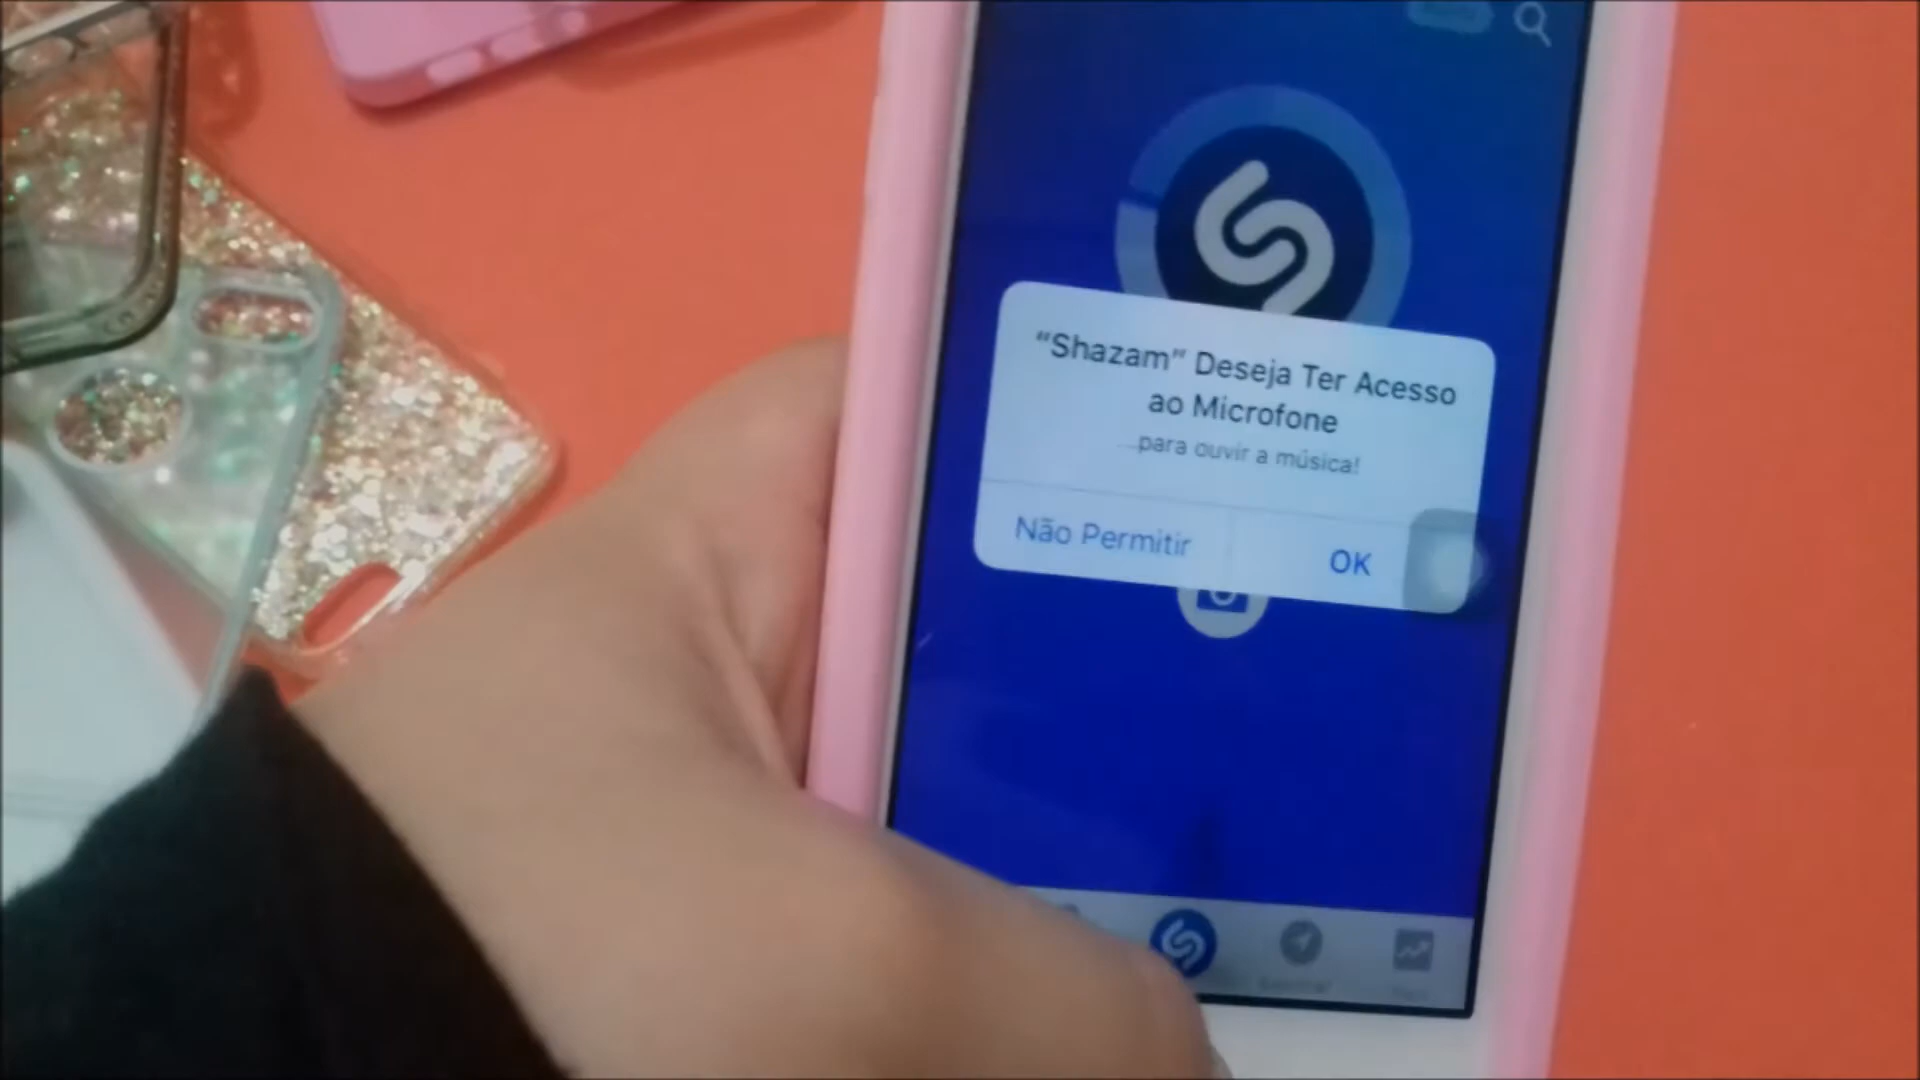 “Shazam” Deseja Ter Acesso
ao Microfone
...para ouvir a música!
Não Permitir
OK